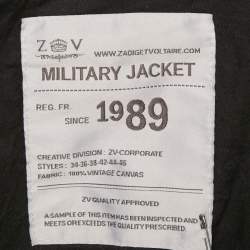 Z V
WWW.ZADIGETVOLTAIRE.COM
MILITARY JACKET
REG. FR.
SINCE 1989
CREATIVE DIVISION : ZV-CORPORATE
STYLES : 34-36-38-42-44-46
FABRIC : 100% VINTAGE CANVAS
ZV QUALITY APPROVED
A SAMPLE OF THIS ITEM HAS BEEN INSPECTED AND
MEETS OR EXCEEDS THE REQUIRED